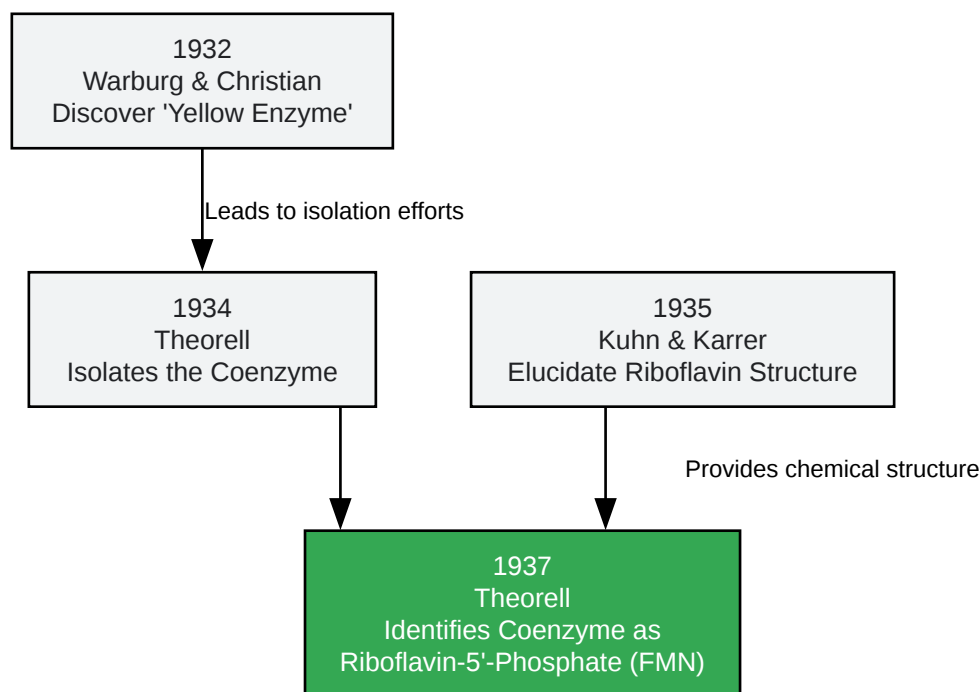 1932
Warburg & Christian
Discover 'Yellow Enzyme'
Leads to isolation efforts
1934
Theorell
Isolates the Coenzyme
1935
Kuhn & Karrer
Elucidate Riboflavin Structure
Provides chemical structure
1937
Theorell
Identifies Coenzyme as
Riboflavin-5'-Phosphate (FMN)